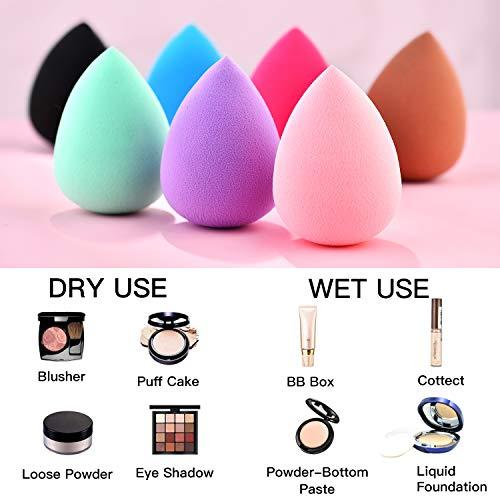 DRY USE
WET USE
Blusher
Puff Cake
BB Box
Cottect
Loose Powder
Eye Shadow
Powder-Bottom
Paste
Liquid
Foundation